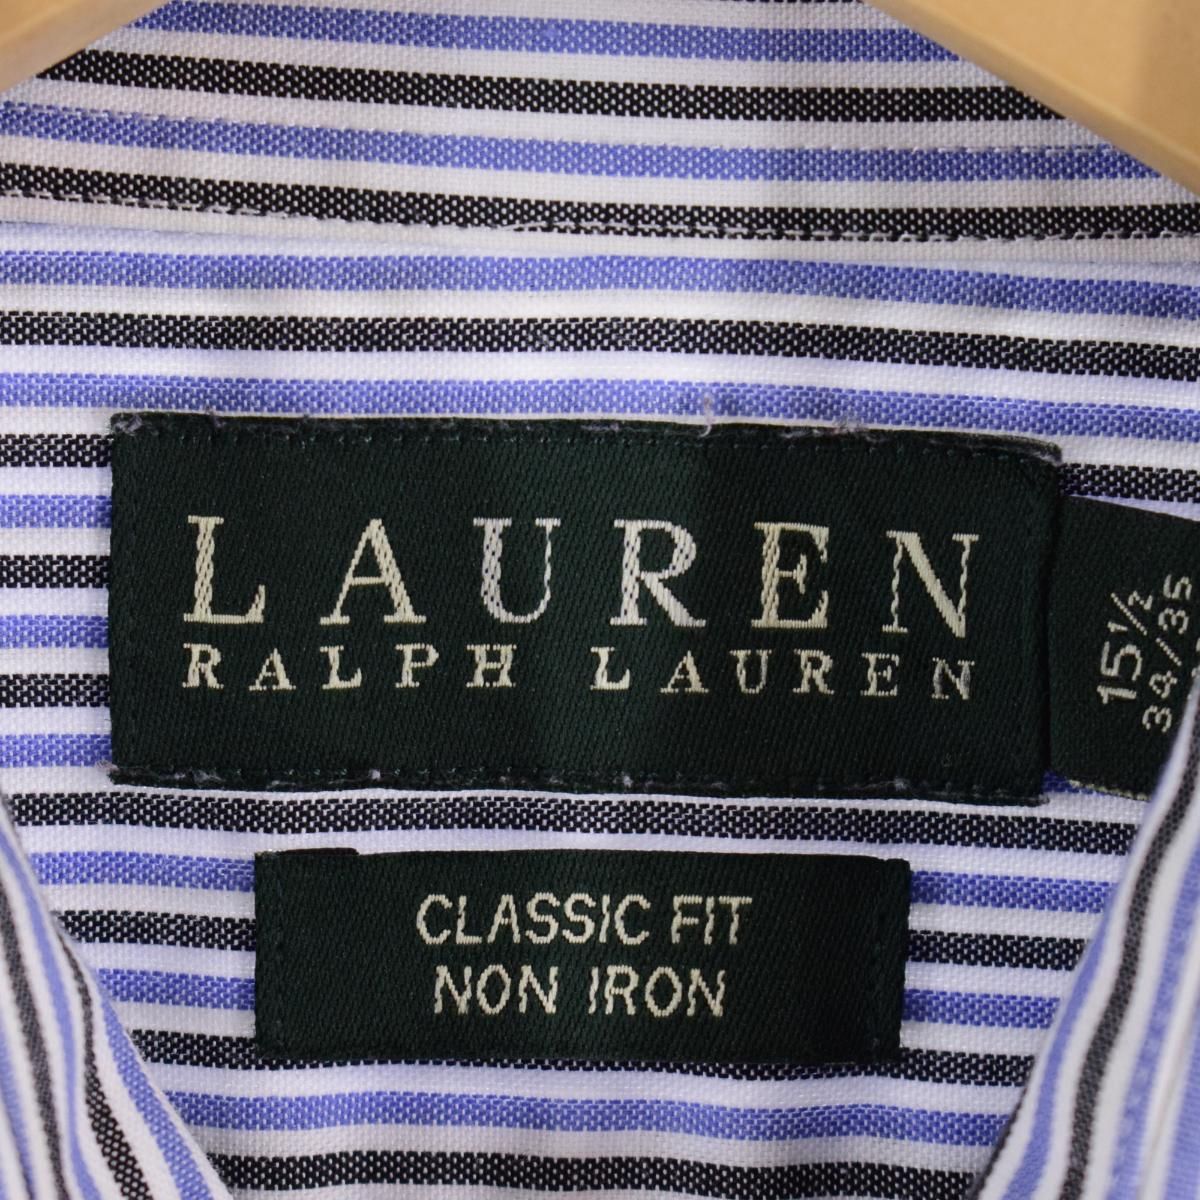 LAUREN
RALPH LAUREN
15½
34/35
CLASSIC FIT
NON IRON